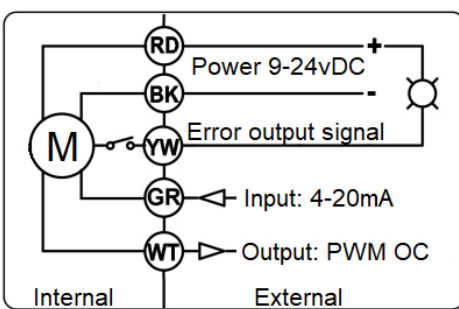 RD
+
Power 9-24vDC
BK
-
Error output signal
M
YW
GR
Input: 4-20mA
WT
Output: PWM OC
Internal
External